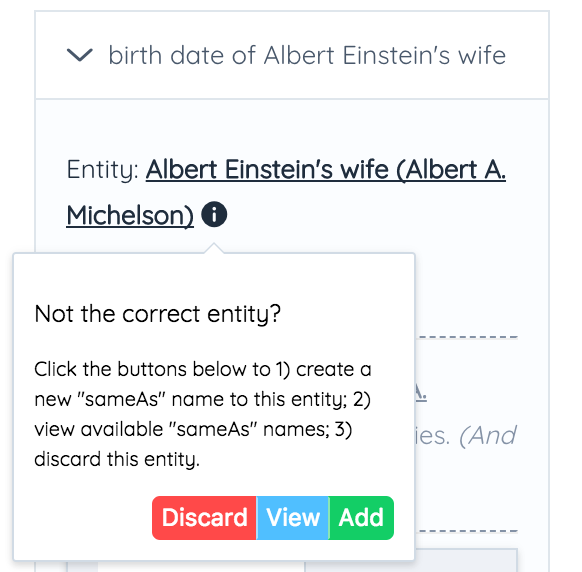 birth date of Albert Einstein's wife
Entity: Albert Einstein's wife (Albert A.
Michelson)
Not the correct entity?
Click the buttons below to 1) create a
new "sameAs" name to this entity; 2)
view available "sameAs" names; 3)
discard this entity.
(And
Discard View Add